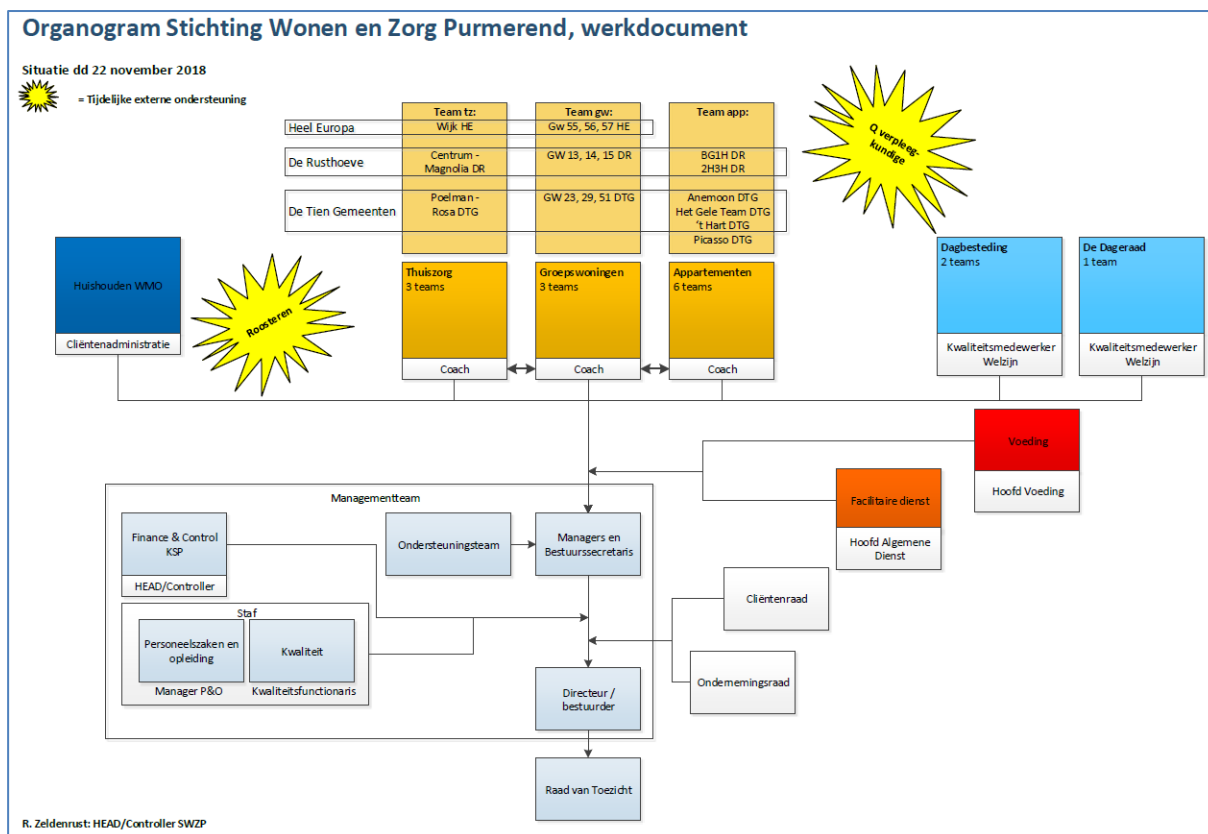 Organogram Stichting Wonen en Zorg Purmerend, werkdocument
Situatie dd 22 november 2018
= Tijdelijke externe ondersteuning
Team tz:
Team gw:
Team app:
Heel Europa
Wijk HE
Gw 55, 56, 57 HE
De Rusthoeve
Centrum -
Magnolia DR
GW 13, 14, 15 DR
BG1H DR
2H3H DR
De Tien Gemeenten
Poelman -
Rosa DTG
GW 23, 29, 51 DTG
Anemoon DTG
Het Gele Team DTG
't Hart DTG
Picasso DTG
Q verpleeg-
kundige
Huishouden WMO
Cliëntenadministratie
Roosteren
Thuiszorg
3 teams
Coach
Groepswoningen
3 teams
Coach
Appartementen
6 teams
Coach
Dagbesteding
2 teams
Kwaliteitsmedewerker
Welzijn
De Dageraad
1 team
Kwaliteitsmedewerker
Welzijn
Voeding
Hoofd Voeding
Facilitaire dienst
Hoofd Algemene
Dienst
Managementteam
Finance & Control
KSP
HEAD/Controller
Ondersteuningsteam
Managers en
Bestuurssecretaris
Staf
Personeelszaken en
opleiding
Manager P&O
Kwaliteit
Kwaliteitsfunctionaris
Cliëntenraad
Ondernemingsraad
Directeur /
bestuurder
Raad van Toezicht
R. Zeldenrust: HEAD/Controller SWZP